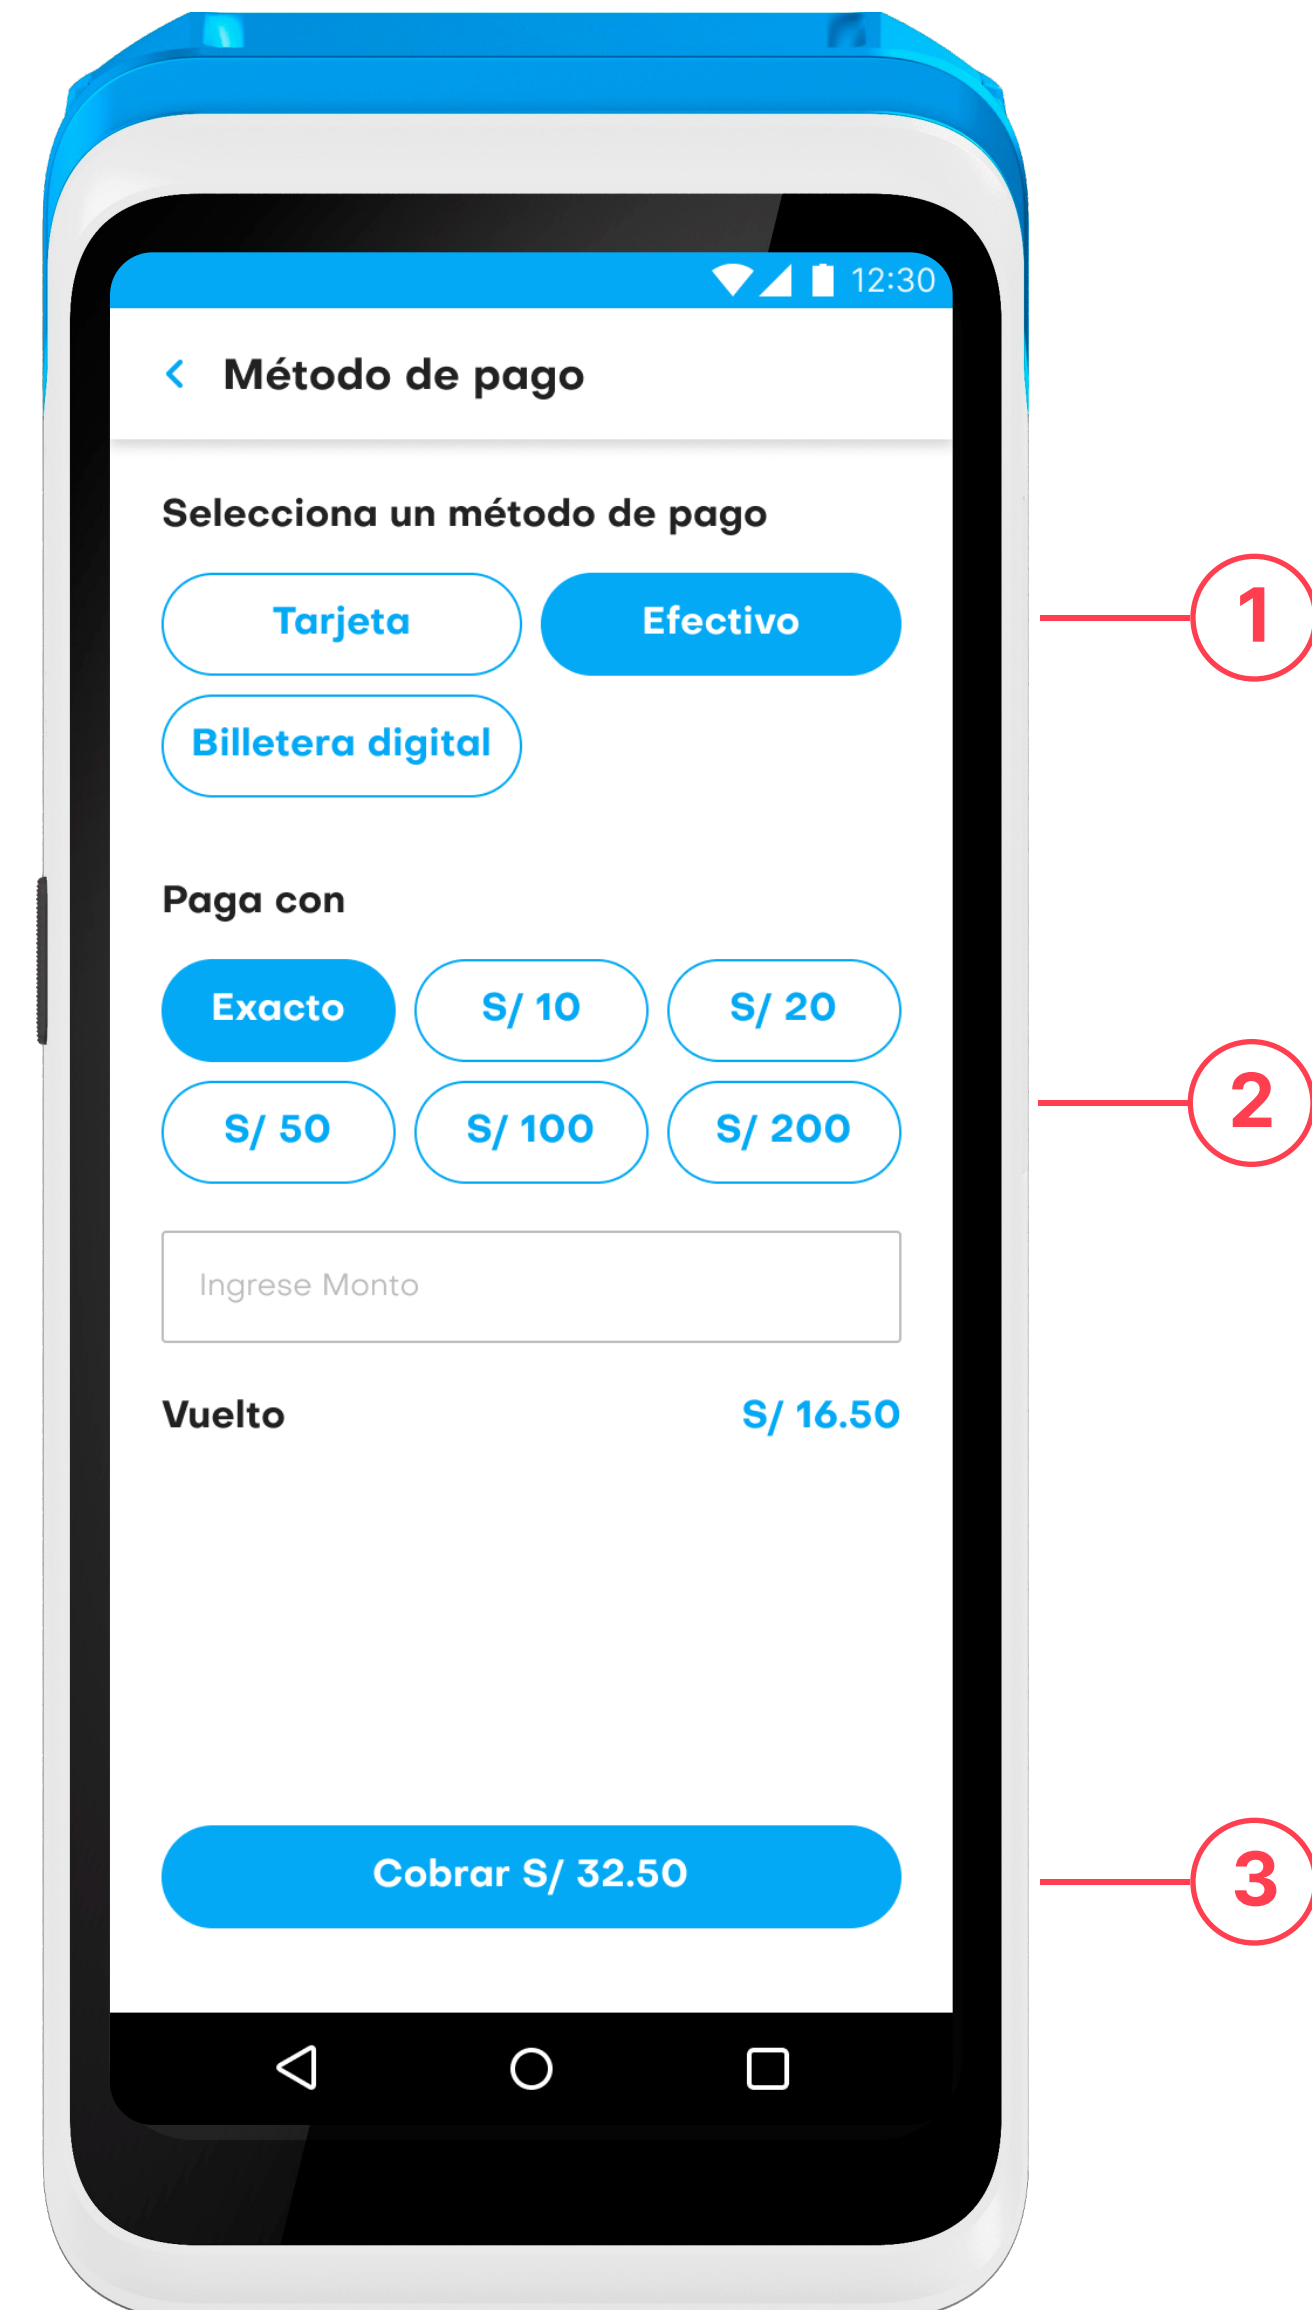 12:30
Método de pago
Selecciona un método de pago
Tarjeta Efectivo
1
Billetera digital
Paga con
Exacto S/ 10 S/ 20
2
S/ 50 S/ 100 S/ 200
Ingrese Monto
Vuelto S/ 16.50
Cobrar S/ 32.50
3